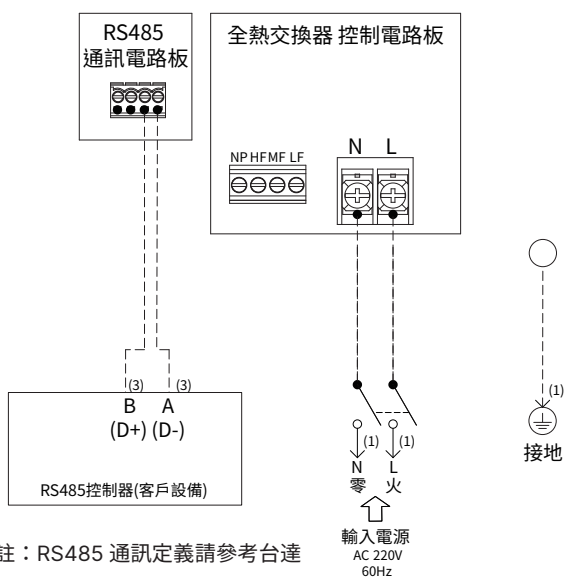 RS485
通訊電路板
全熱交換器 控制電路板
NP HF MF LF
N L
(3) (3)
B A
(D+) (D-)
RS485控制器(客戶設備)
(1) (1)
N L
零 火
輸入電源
AC 220V
60Hz
(1)
接地
註：RS485 通訊定義請參考台達